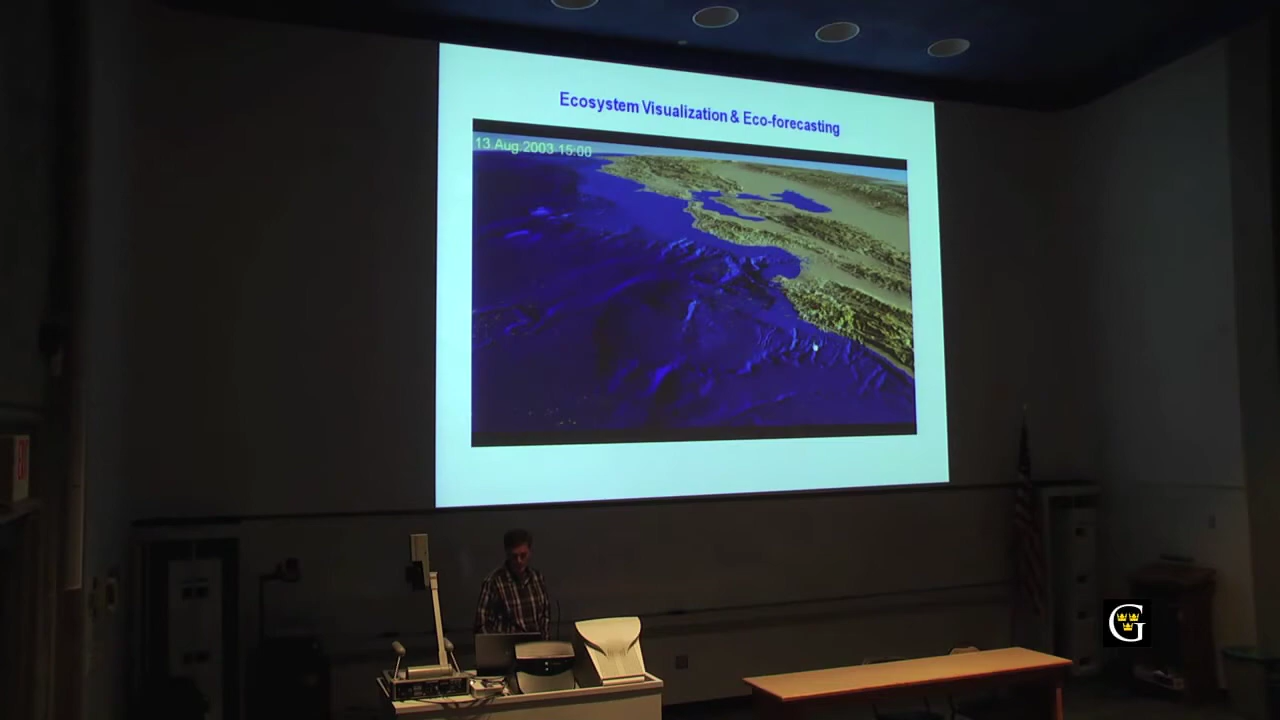 Ecosystem Visualization & Eco-forecasting
13 Aug.2003 15:00
G